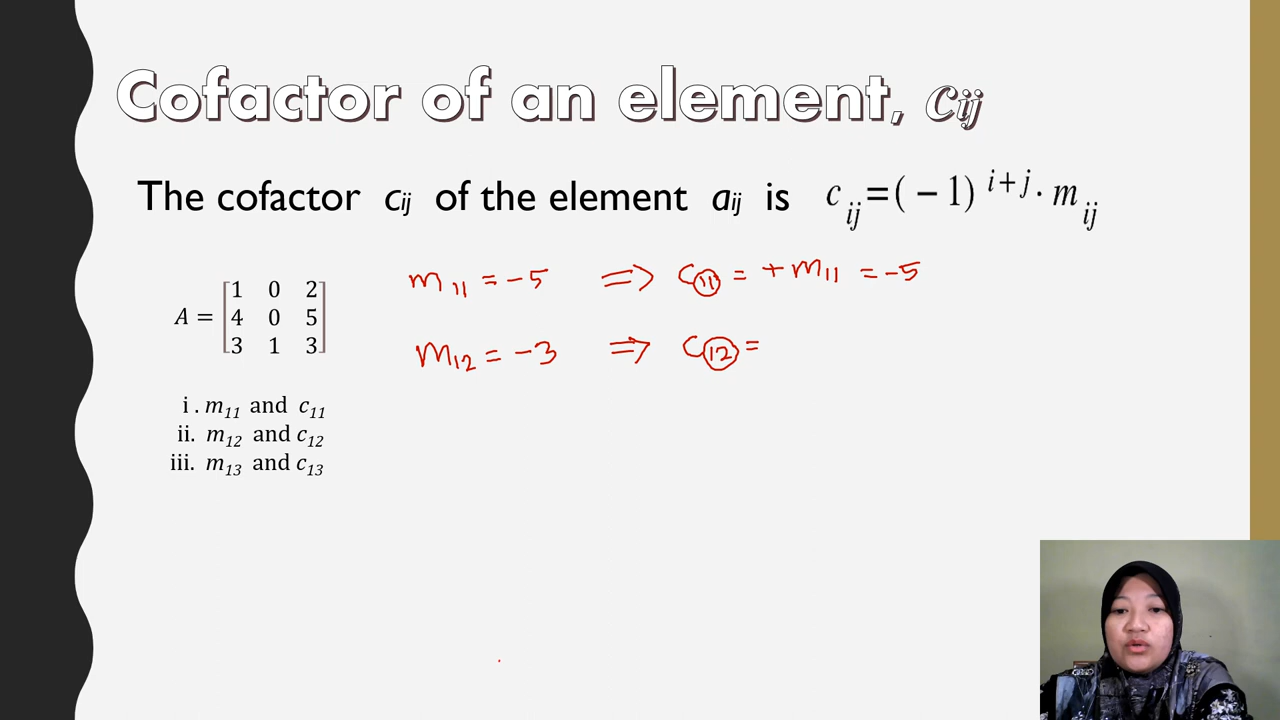 Cofactor of an element, cij
The cofactor cij of the element aij is c ij =(−1) i+j · m ij
m11 = -5 ⇒ c11 = +m11 = -5
A = [1 0 2
4 0 5
3 1 3]
m12 = -3 ⇒ c12 =
i . m11 and c11
ii. m12 and c12
iii. m13 and c13